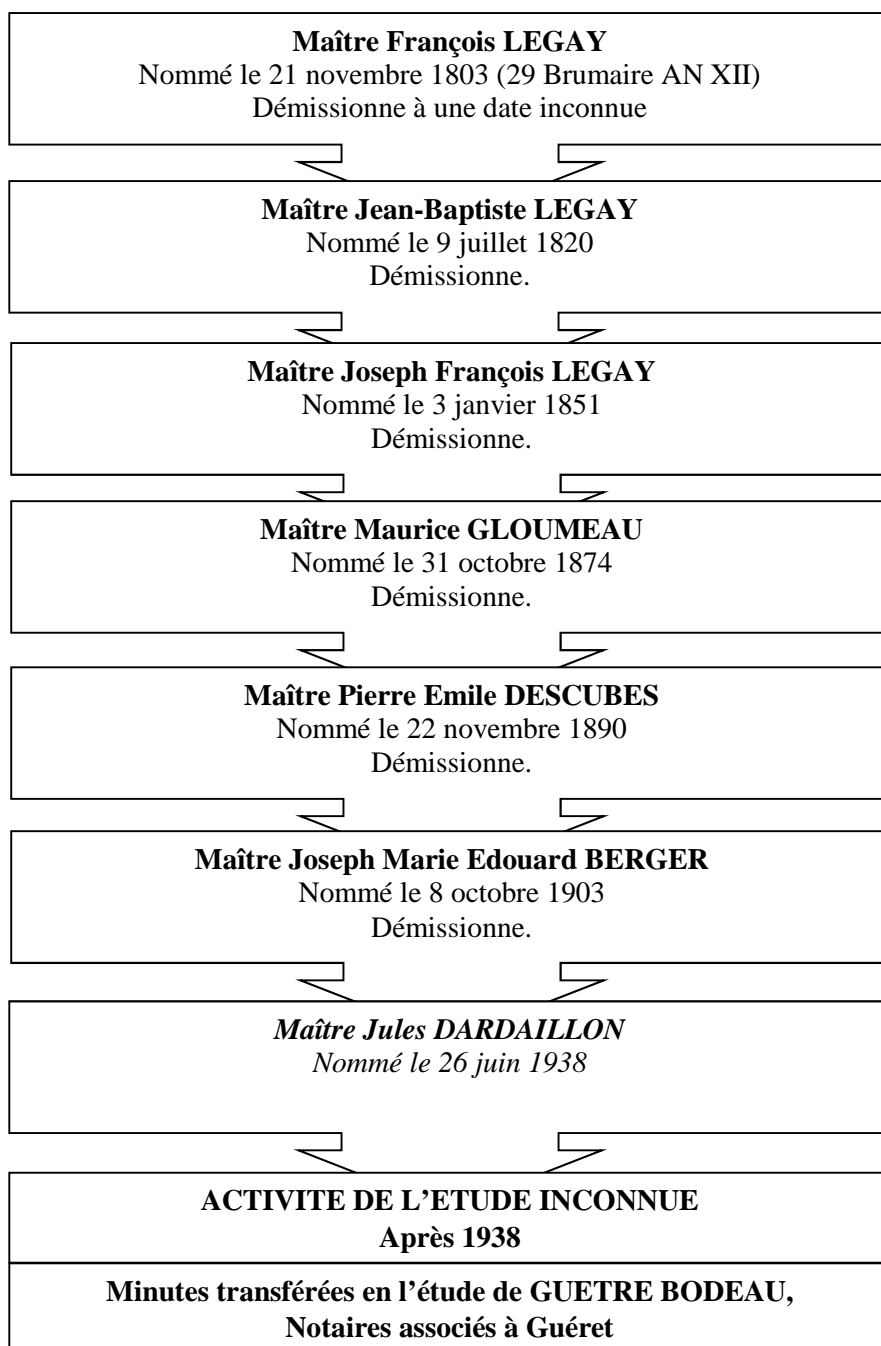 Maître François LEGAY
Nommé le 21 novembre 1803 (29 Brumaire AN XII)
Démissionne à une date inconnue
Maître Jean-Baptiste LEGAY
Nommé le 9 juillet 1820
Démissionne.
Maître Joseph François LEGAY
Nommé le 3 janvier 1851
Démissionne.
Maître Maurice GLOUMEAU
Nommé le 31 octobre 1874
Démissionne.
Maître Pierre Emile DESCUBES
Nommé le 22 novembre 1890
Démissionne.
Maître Joseph Marie Edouard BERGER
Nommé le 8 octobre 1903
Démissionne.
Maître Jules DARDAILLON
Nommé le 26 juin 1938
ACTIVITE DE L'ETUDE INCONNUE
Après 1938
Minutes transférées en l'étude de GUETRE BODEAU,
Notaires associés à Guéret